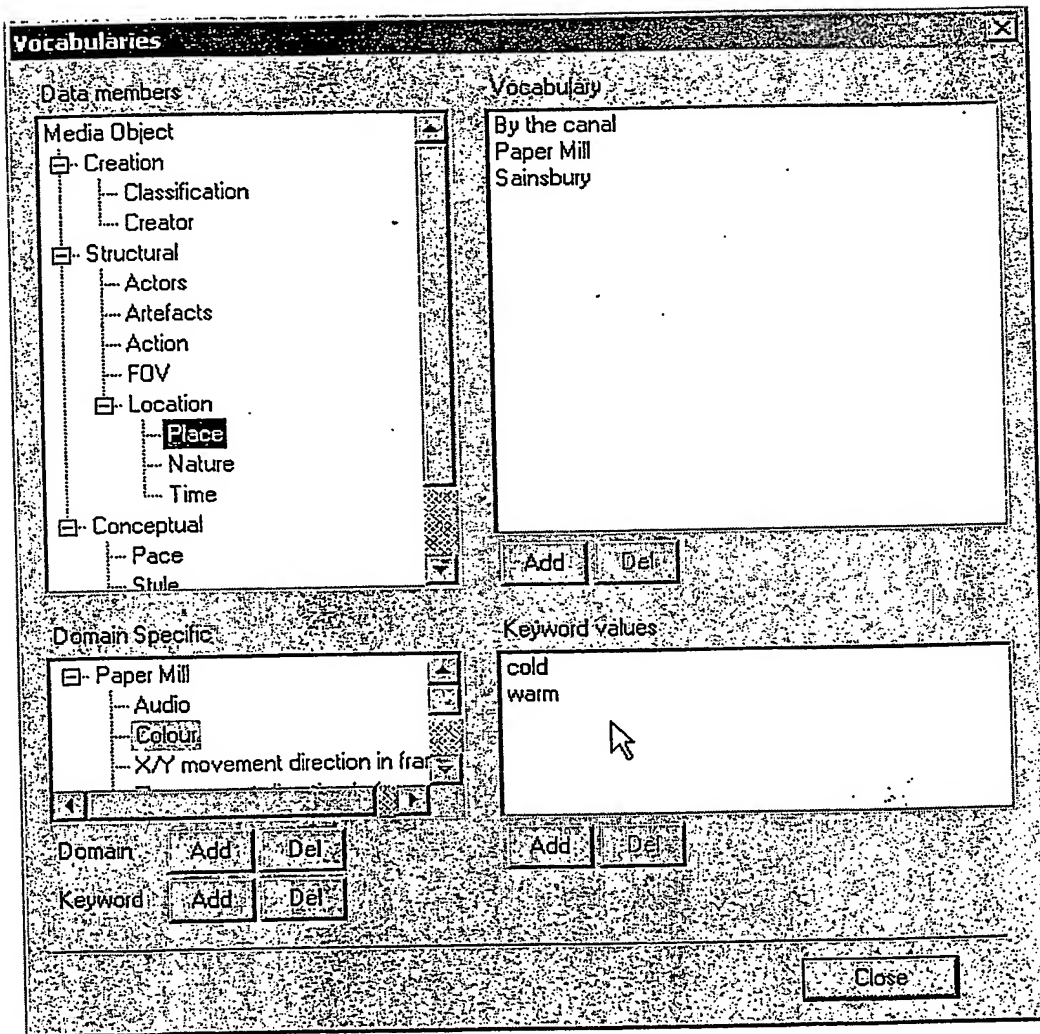 Vocabularies
Data members
Media Object
Creation
Classification
Creator
Structural
Actors
Artefacts
Action
FOV
Location
Place
Nature
Time
Conceptual
Pace
Style
Vocabulary
By the canal
Paper Mill
Sainsbury
Add Del
Domain Specific
Paper Mill
Audio
Colour
X/Y movement direction in frar
Domain Add Del
Keyword Add Del
Keyword values
cold
warm
Add Del
Close